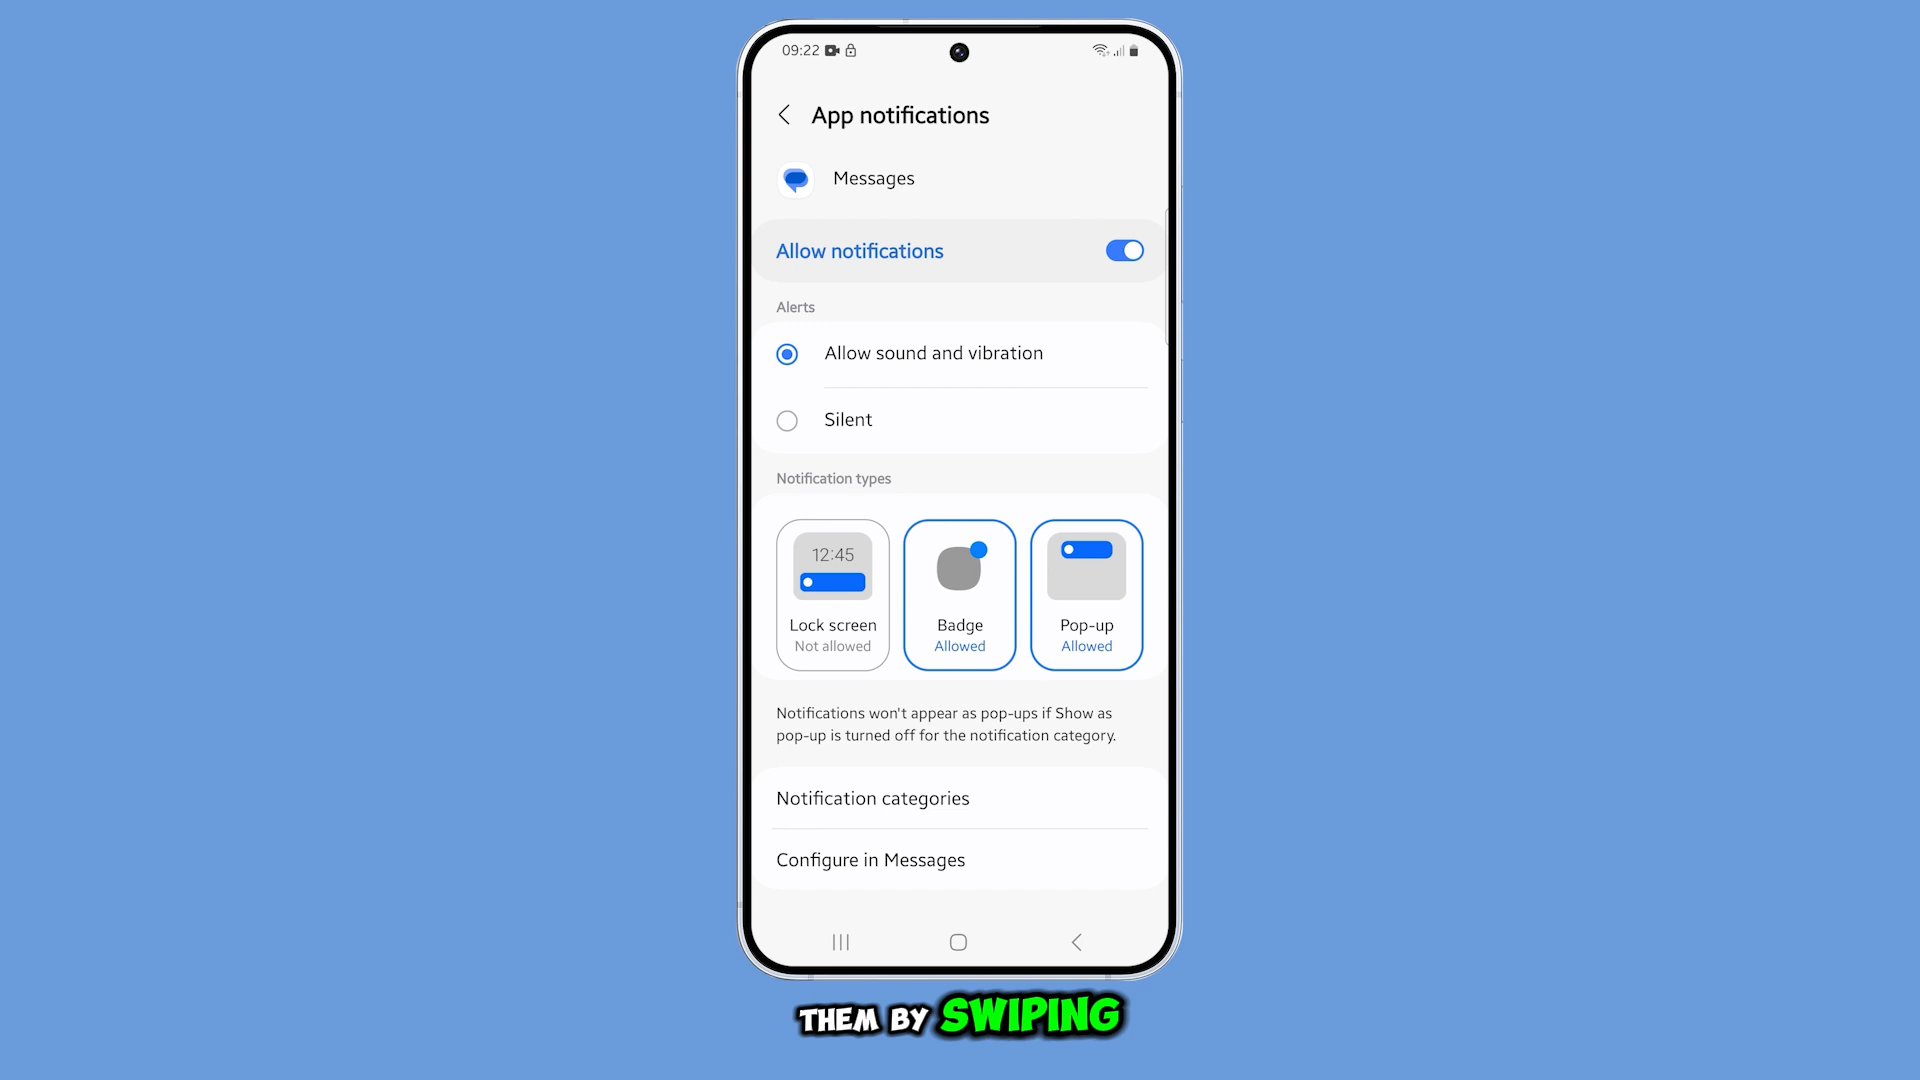 09:22
App notifications
Messages
Allow notifications
Alerts
Allow sound and vibration
Silent
Notification types
12:45
Lock screen
Not allowed
Badge
Allowed
Pop-up
Allowed
Notifications won't appear as pop-ups if Show as
pop-up is turned off for the notification category.
Notification categories
Configure in Messages
THEM BY SWIPING